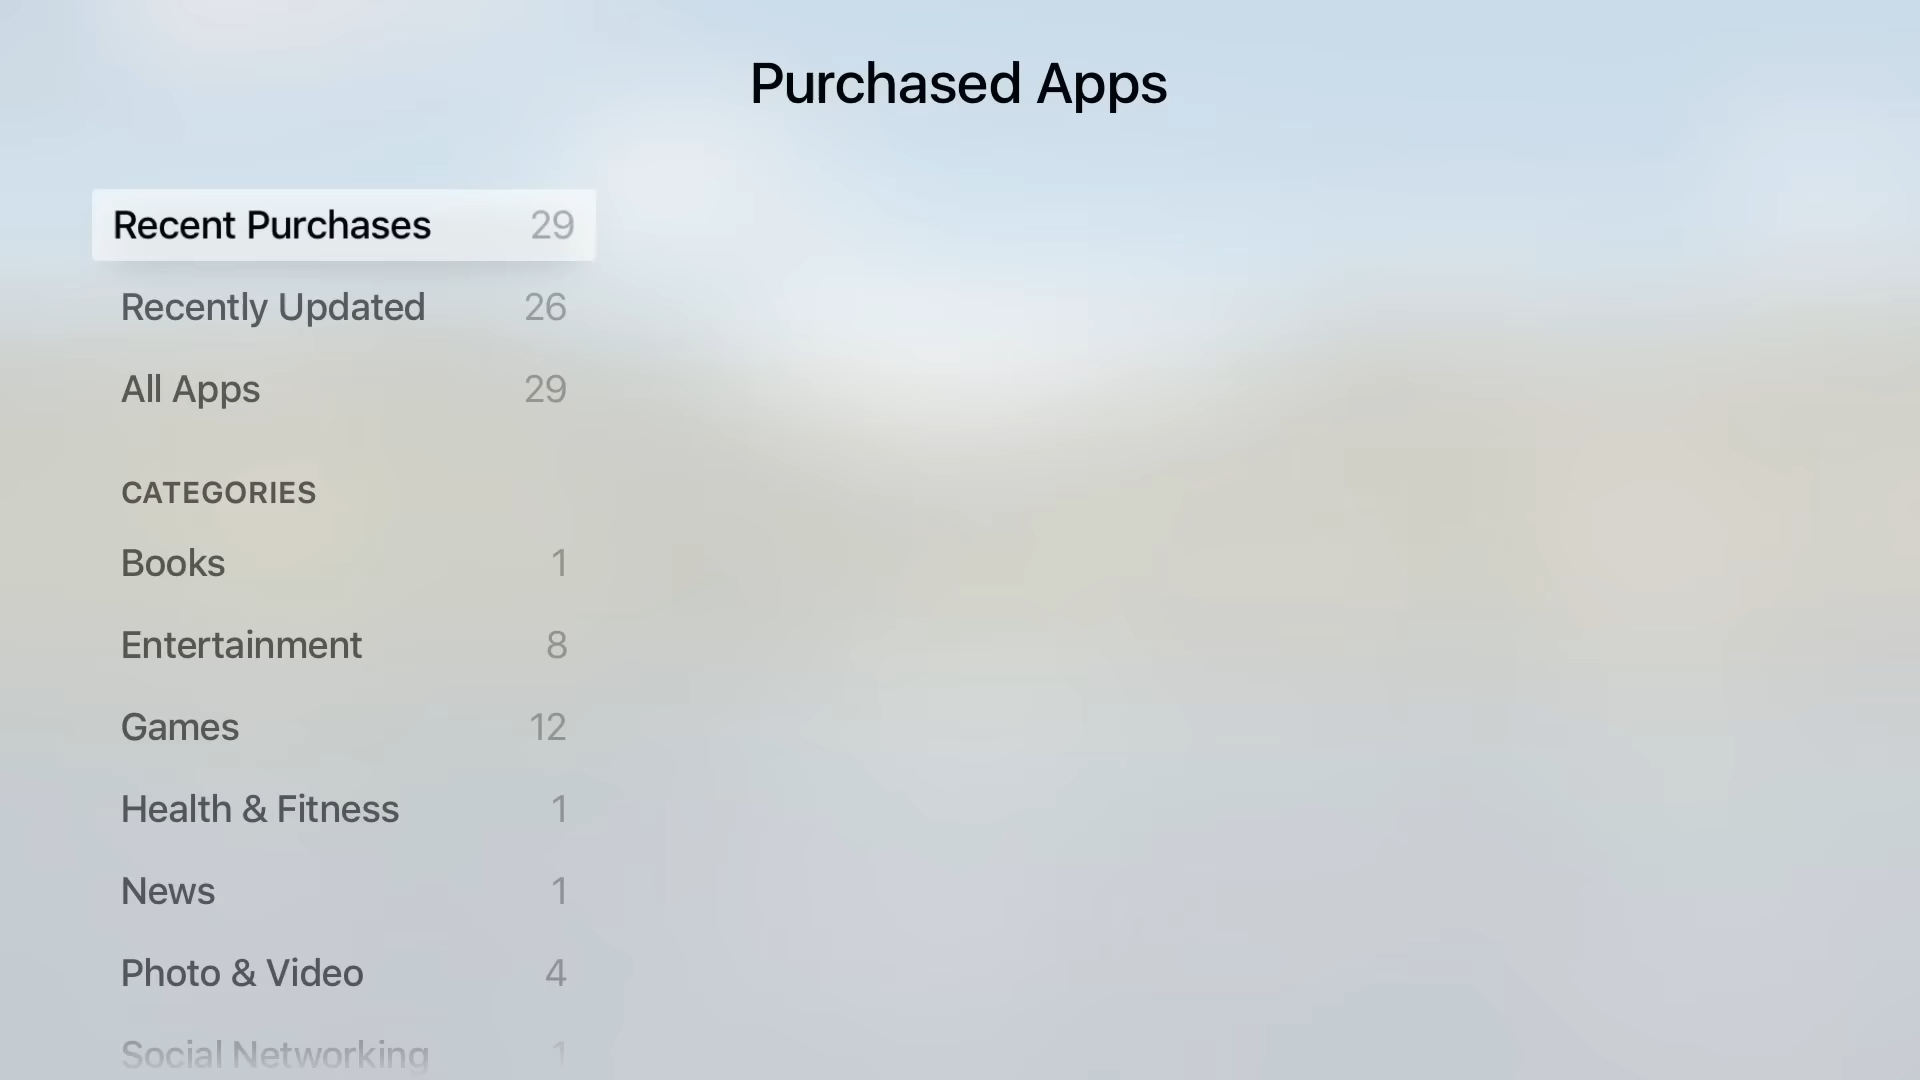 Purchased Apps
Recent Purchases 29
Recently Updated 26
All Apps 29
CATEGORIES
Books 1
Entertainment 8
Games 12
Health & Fitness 1
News 1
Photo & Video 4
Social Networking 1